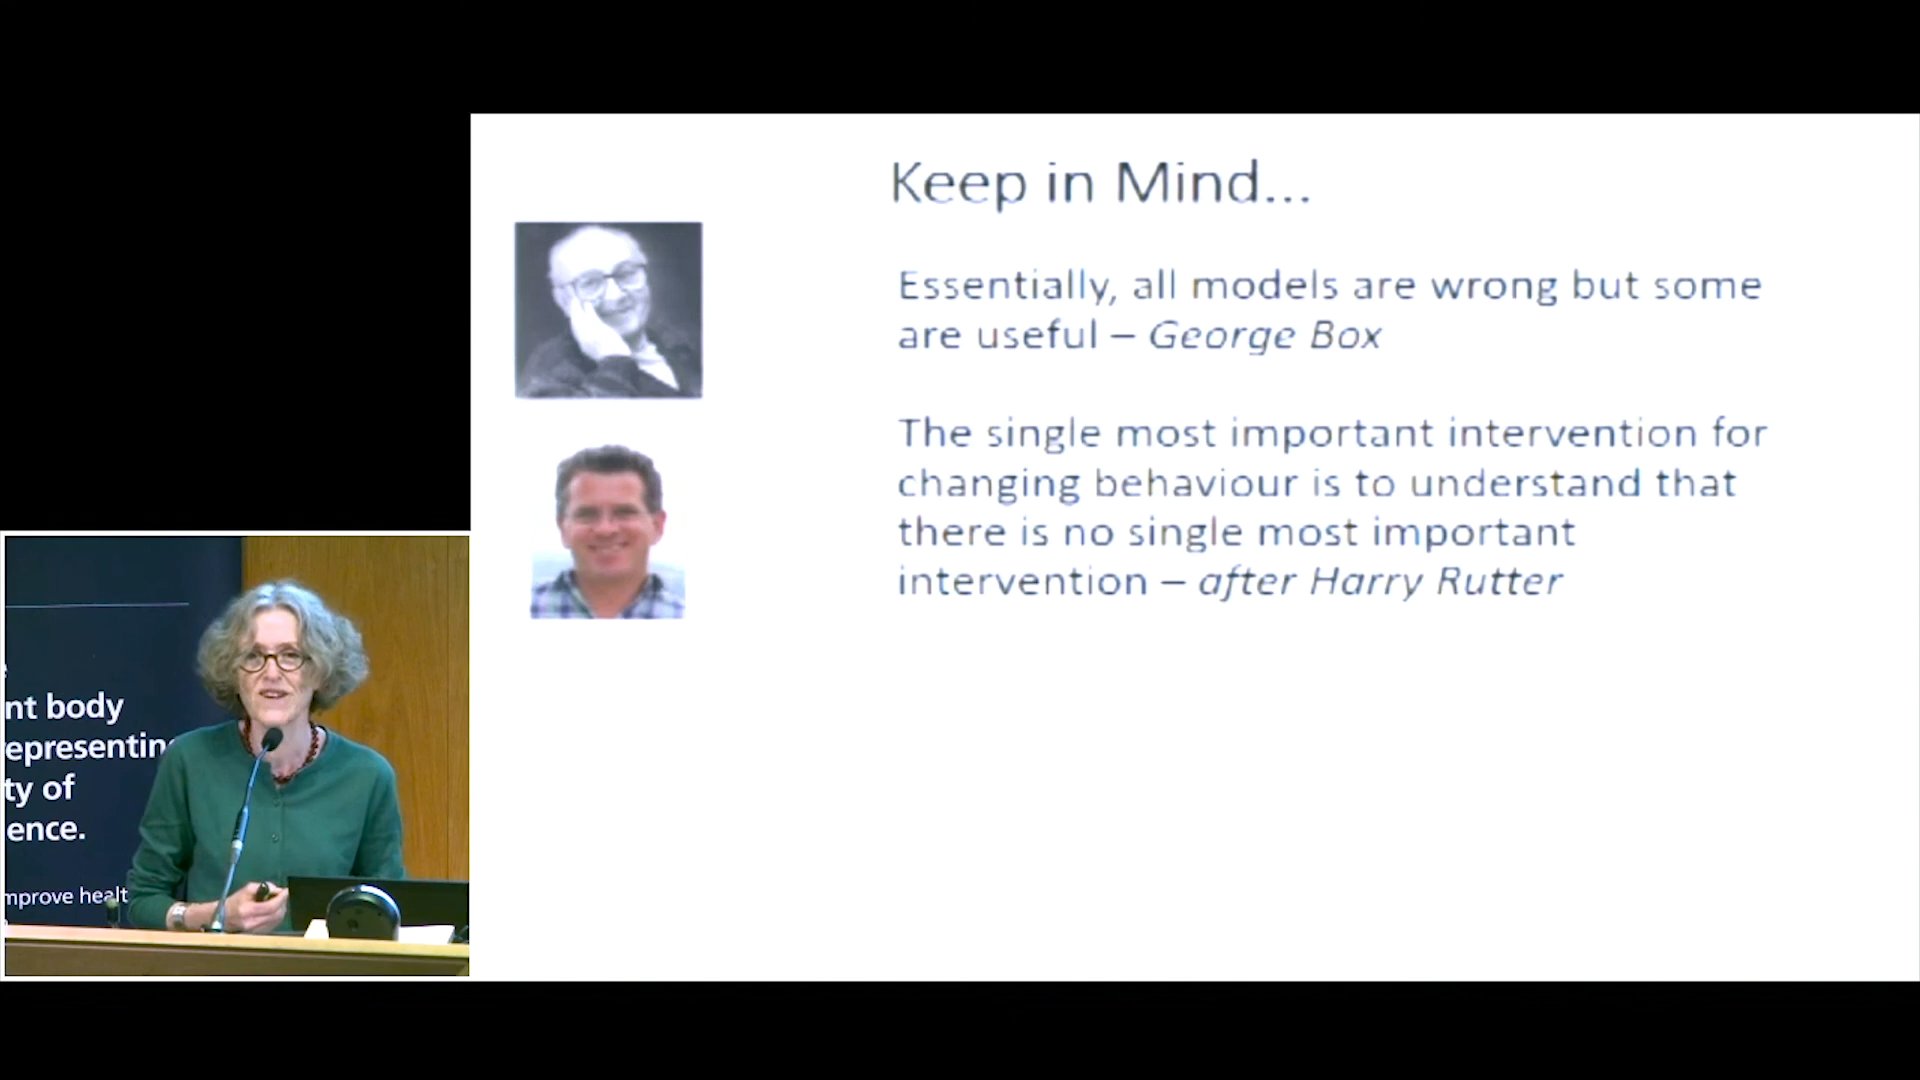 Keep in Mind...
Essentially, all models are wrong but some
are useful – George Box
The single most important intervention for
changing behaviour is to understand that
there is no single most important
intervention – after Harry Rutter
nt body
epresenting
ty of
ence.
mprove healt